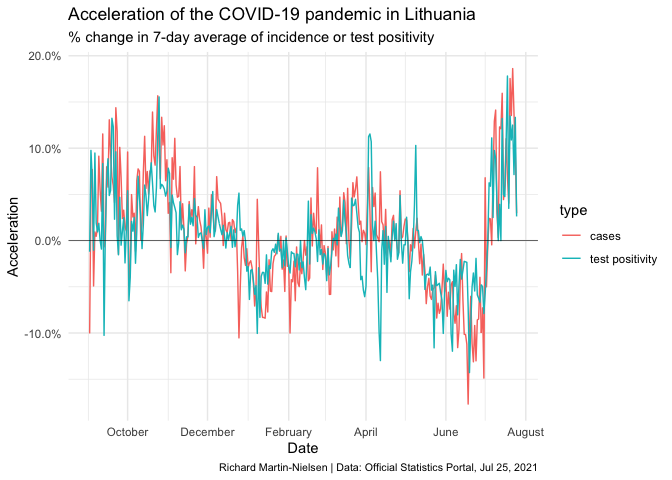 Acceleration of the COVID-19 pandemic in Lithuania
% change in 7-day average of incidence or test positivity
20.0%
10.0%
0.0%
-10.0%
Acceleration
October December February April June August
Date
type
cases
test positivity
Richard Martin-Nielsen | Data: Official Statistics Portal, Jul 25, 2021